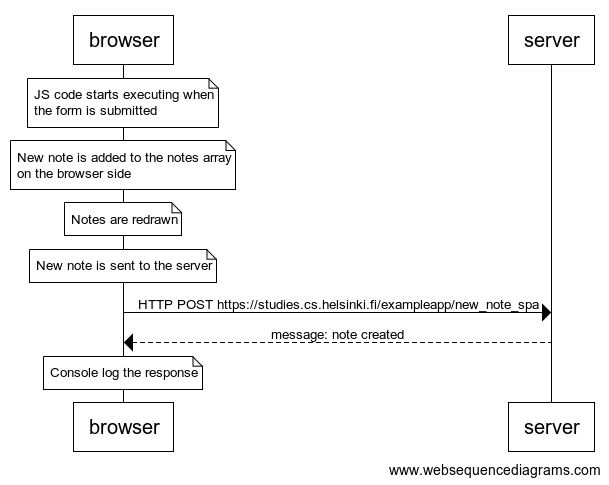 browser
server
JS code starts executing when
the form is submitted
New note is added to the notes array
on the browser side
Notes are redrawn
New note is sent to the server
HTTP POST https://studies.cs.helsinki.fi/exampleapp/new_note_spa
message: note created
Console log the response
browser
server
www.websequencediagrams.com